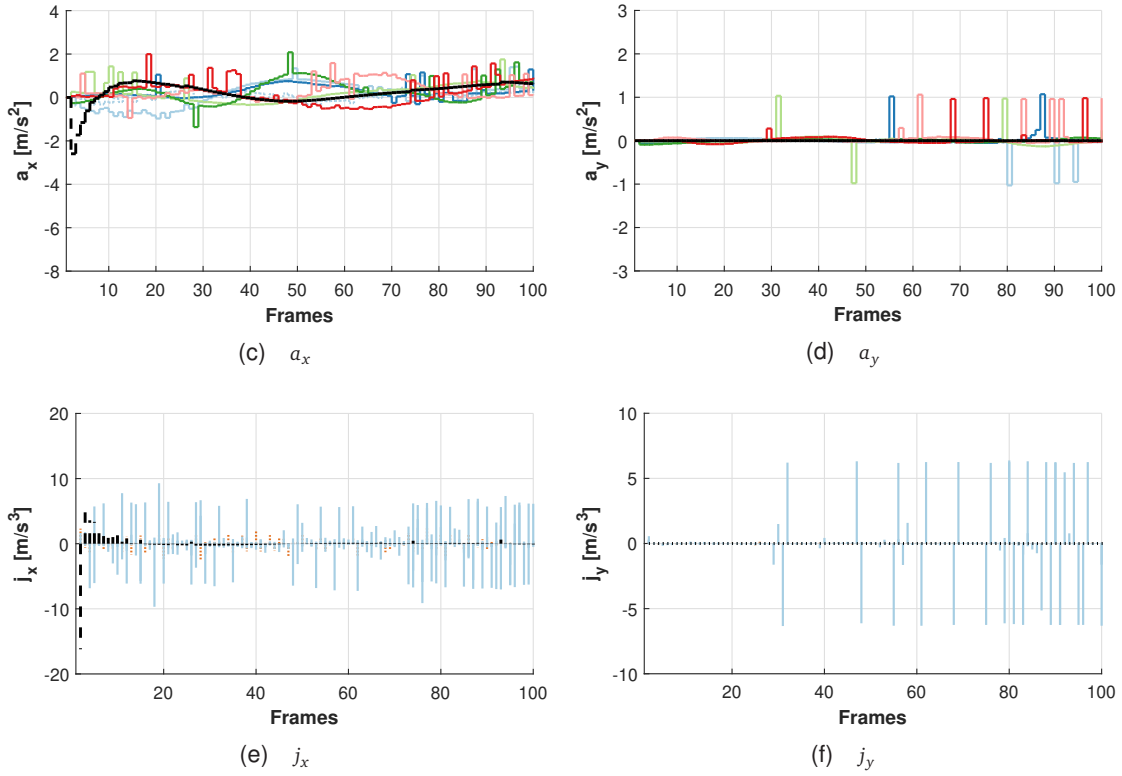 4
2
0
-2
-4
-6
-8
a_x [m/s^2]
10 20 30 40 50 60 70 80 90 100
Frames
(c) a_x
3
2
1
0
-1
-2
-3
a_y [m/s^2]
10 20 30 40 50 60 70 80 90 100
Frames
(d) a_y
20
10
0
-10
-20
j_x [m/s^3]
20 40 60 80 100
Frames
(e) j_x
10
5
0
-5
-10
j_y [m/s^3]
20 40 60 80 100
Frames
(f) j_y